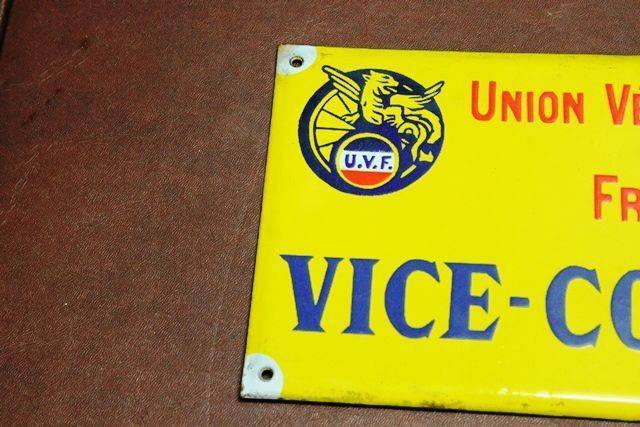 U.V.F.
UNION VÉ
FR
VICE-CO